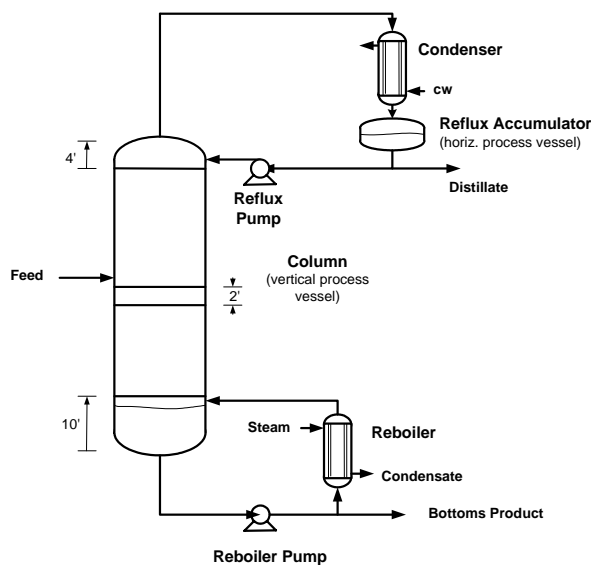 Condenser
cw
Reflux Accumulator
(horiz. process vessel)
4'
Reflux
Pump
Distillate
Column
(vertical process
vessel)
Feed
2'
10'
Steam
Reboiler
Condensate
Bottoms Product
Reboiler Pump